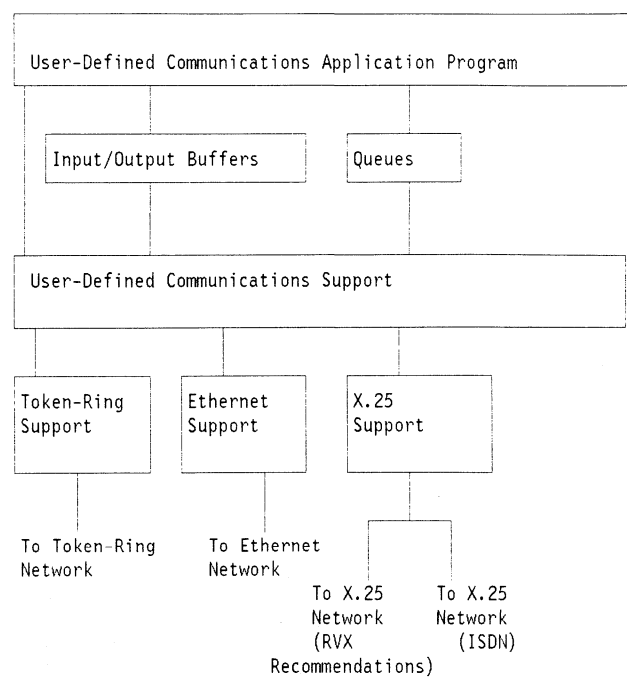 User-Defined Communications Application Program
Input/Output Buffers
Queues
User-Defined Communications Support
Token-Ring
Support
Ethernet
Support
X.25
Support
To Token-Ring
Network
To Ethernet
Network
To X.25
Network
(RVX
Recommendations)
To X.25
Network
(ISDN)